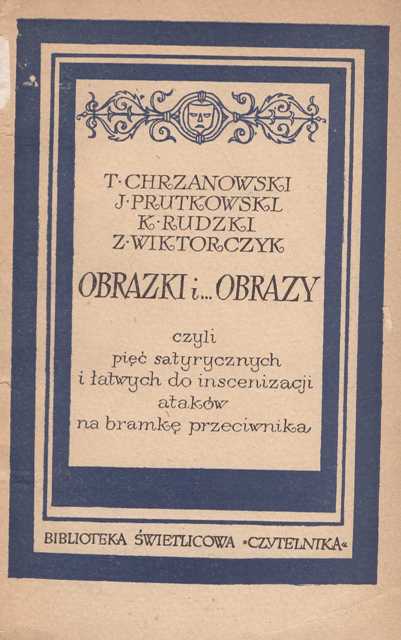 T·CHRZANOWSKI
J·PRUTKOWSKI
K·RUDZKI
Z·WIKTORCZYK
OBRAZKI i... OBRAZY
czyli
pięć satyrycznych
i łatwych do inscenizacji
ataków
na bramkę przeciwnika
BIBLIOTEKA ŚWIETLICOWA »CZYTELNIKA«